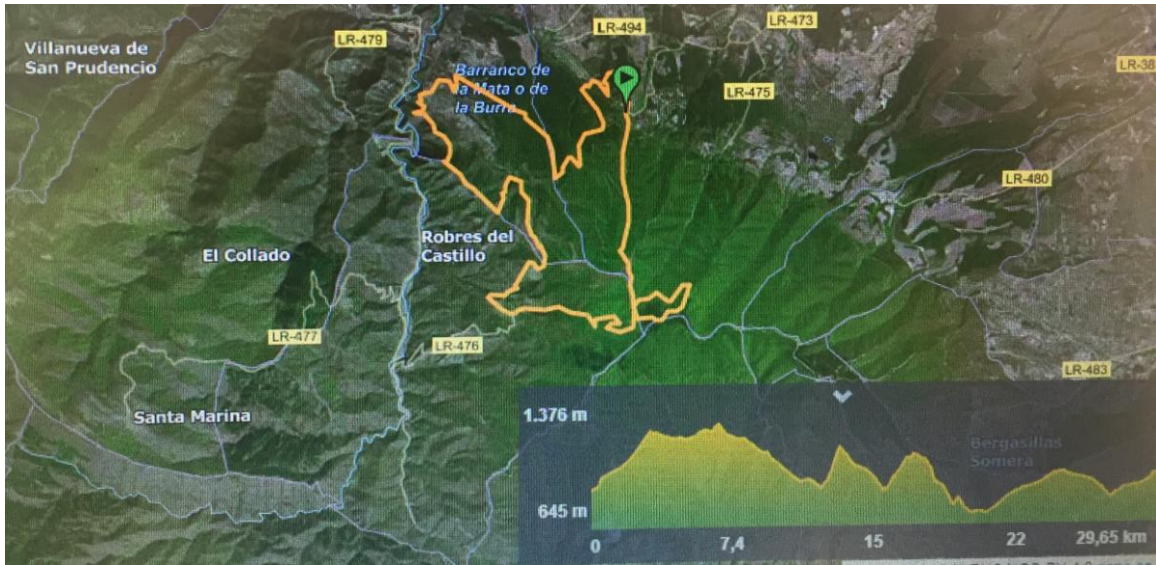 Villanueva de
San Prudencio
LR-479
LR-494
LR-473
Barranco de
la Mata o de
la Burra
LR-475
LR-38
LR-480
El Collado
Robres del
Castillo
LR-477
LR-476
LR-483
Santa Marina
1.376 m
Bergasillas
Somera
645 m
0
7,4
15
22
29,65 km